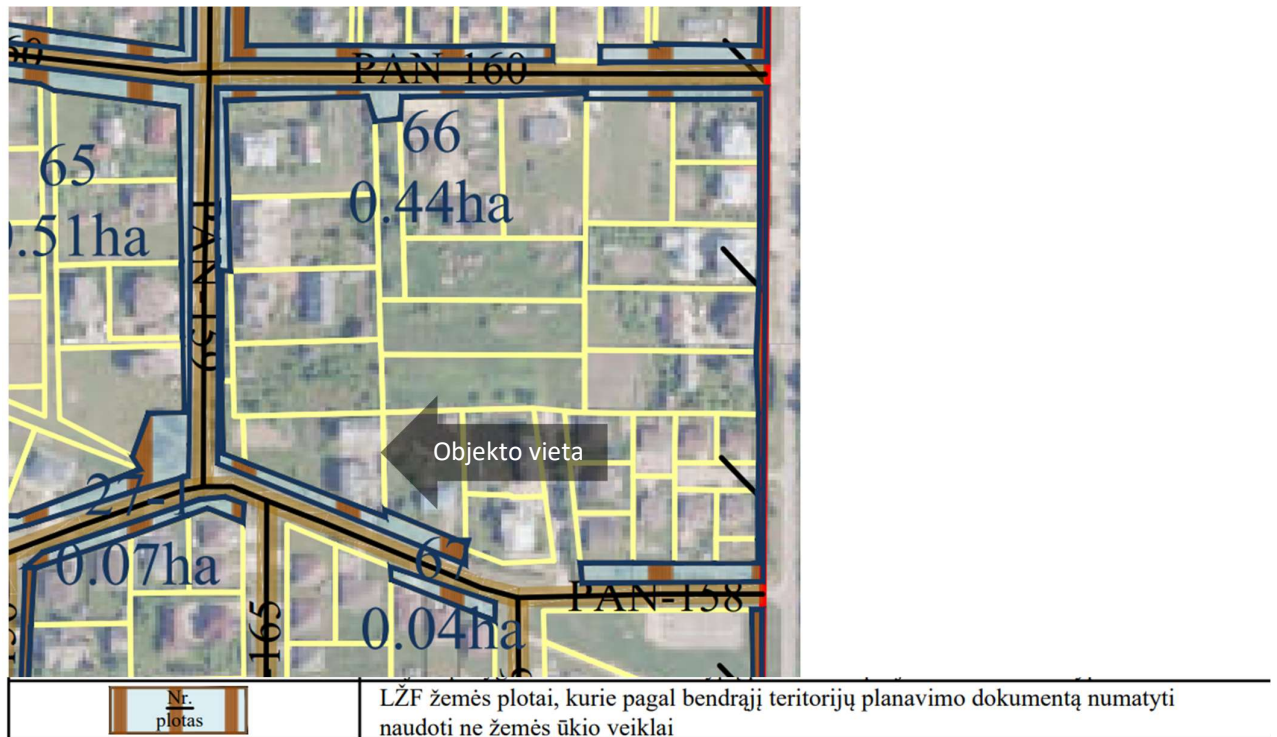 PAN-160
65
66
0.44ha
.51ha
PAN-159
Objekto vieta
27-1
67
0.07ha
PAN-158
-165
0.04ha
Nr.
plotas
LŽF žemės plotai, kurie pagal bendrąjį teritorijų planavimo dokumentą numatyti
naudoti ne žemės ūkio veiklai